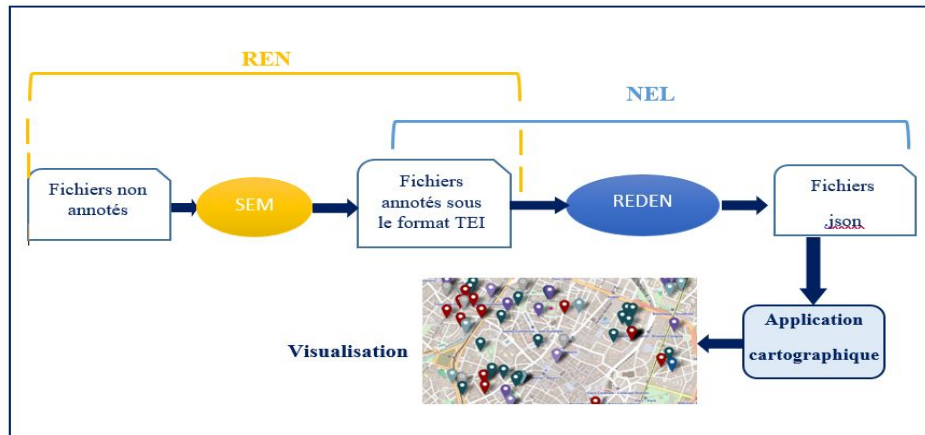 REN
NEL
Fichiers non
annotés
SEM
Fichiers
annotés sous
le format TEI
REDEN
Fichiers
.json
Visualisation
Application
cartographique